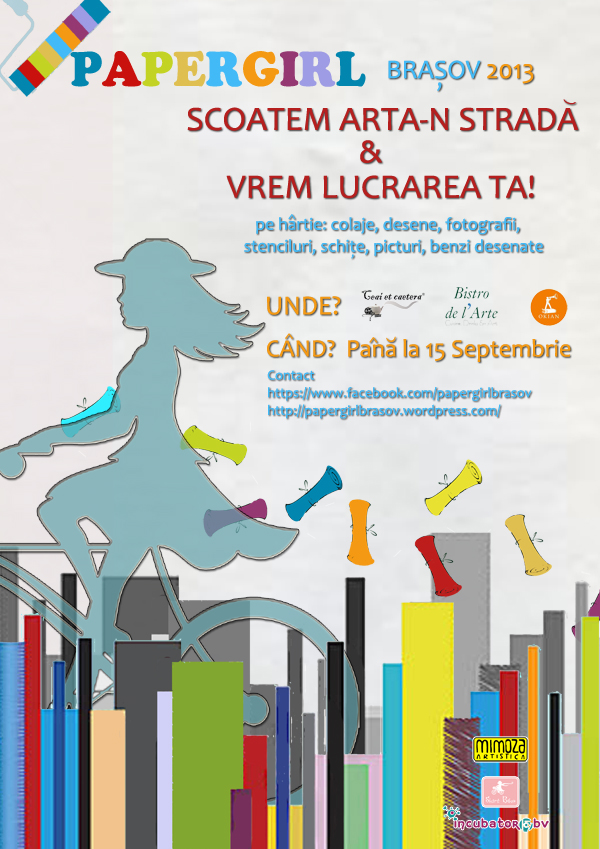 PAPERGIRL BRAȘOV 2013
SCOATEM ARTA-N STRADĂ
&
VREM LUCRAREA TA!
pe hârtie: colaje, desene, fotografii,
stenciluri, schițe, picturi, benzi desenate
UNDE?
Ceai et caetera
Bistro
de l'Arte
CÂND? Până la 15 Septembrie
Contact
https://www.facebook.com/papergirlbrasov
http://papergirlbrasov.wordpress.com/
mimoza
ARTISTICA
incubator bv